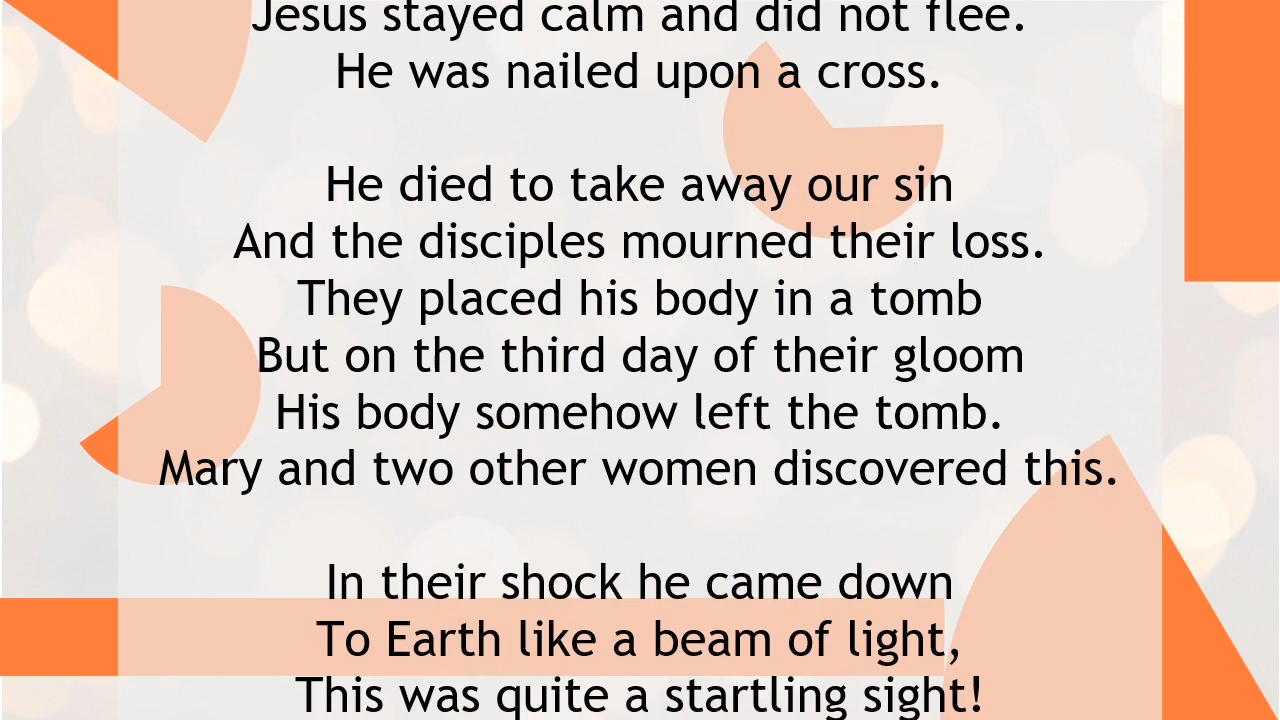 Jesus stayed calm and did not flee.
He was nailed upon a cross.
He died to take away our sin
And the disciples mourned their loss.
They placed his body in a tomb
But on the third day of their gloom
His body somehow left the tomb.
Mary and two other women discovered this.
In their shock he came down
To Earth like a beam of light,
This was quite a startling sight!